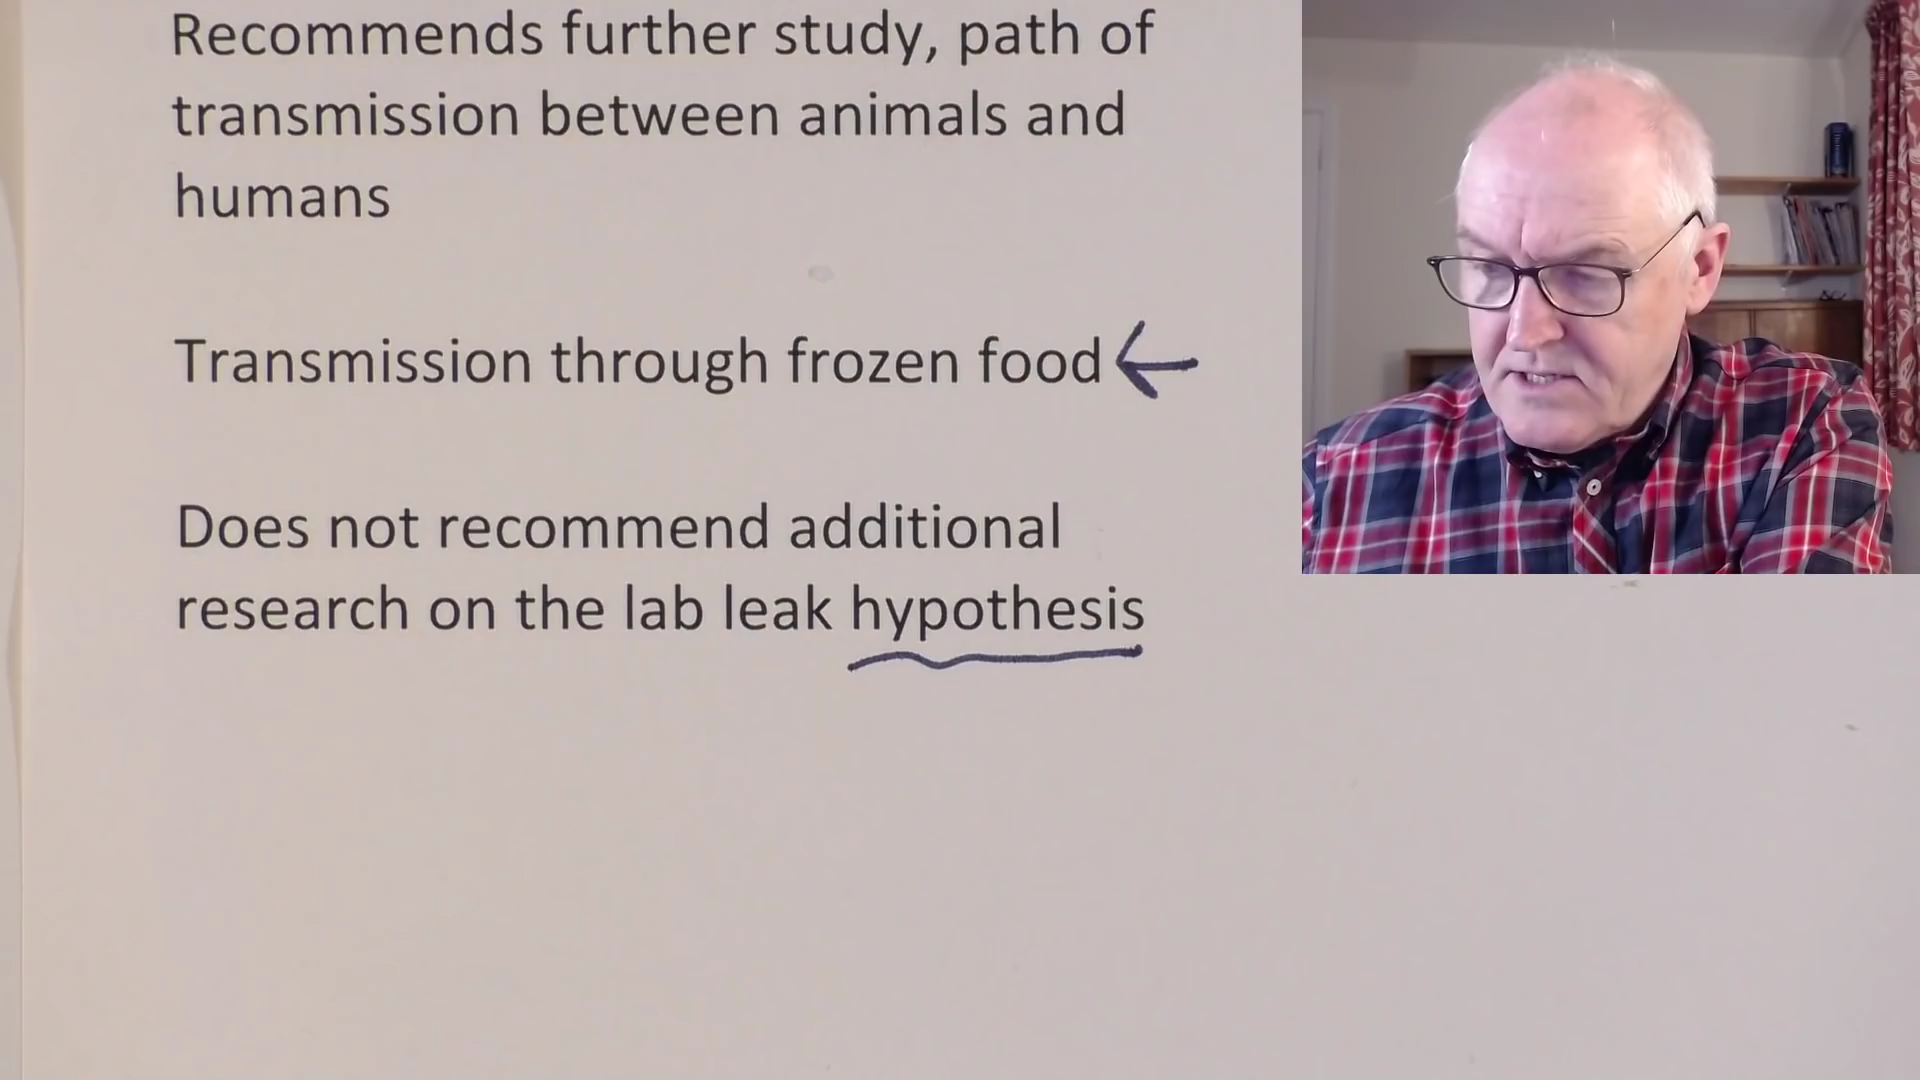 Recommends further study, path of
transmission between animals and
humans
Transmission through frozen food
Does not recommend additional
research on the lab leak hypothesis